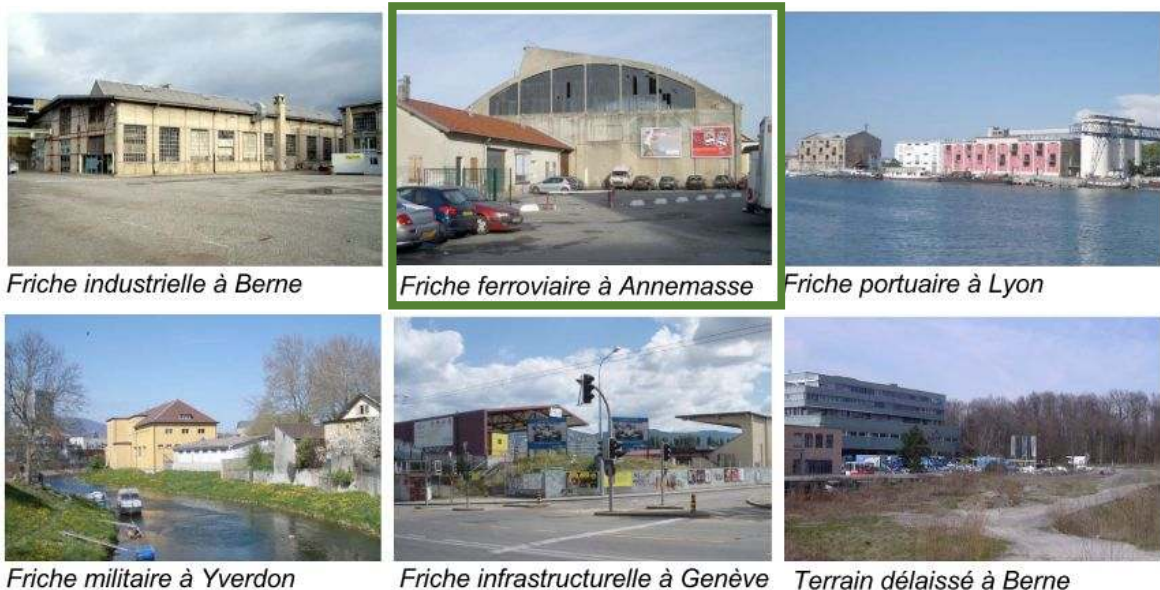 Friche industrielle à Berne
Friche ferroviaire à Annemasse
Friche portuaire à Lyon
Friche militaire à Yverdon
Friche infrastructurelle à Genève
Terrain délaissé à Berne